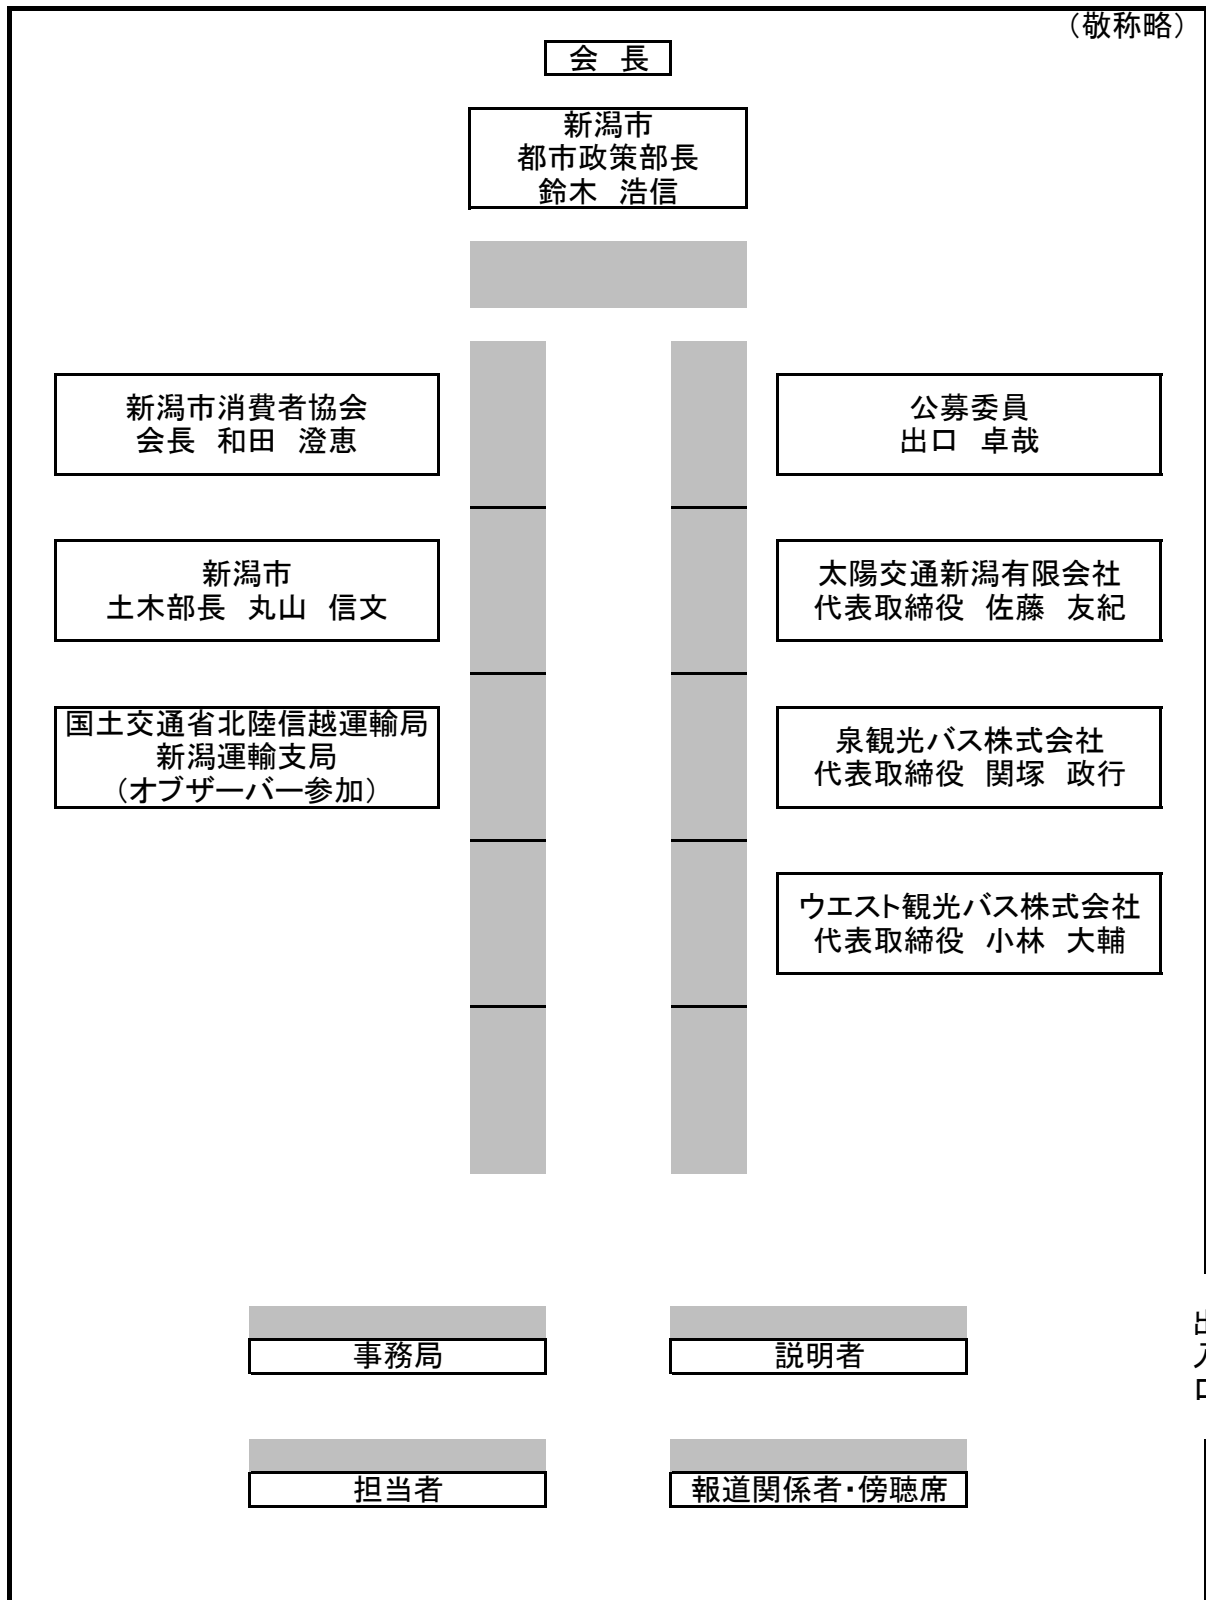 （敬称略）
会　長
新潟市
都市政策部長
鈴木　浩信
新潟市消費者協会
会長　和田　澄恵
公募委員
出口　卓哉
新潟市
土木部長　丸山　信文
太陽交通新潟有限会社
代表取締役　佐藤　友紀
国土交通省北陸信越運輸局
新潟運輸支局
（オブザーバー参加）
泉観光バス株式会社
代表取締役　関塚　政行
ウエスト観光バス株式会社
代表取締役　小林　大輔
事務局
説明者
出入口
担当者
報道関係者・傍聴席